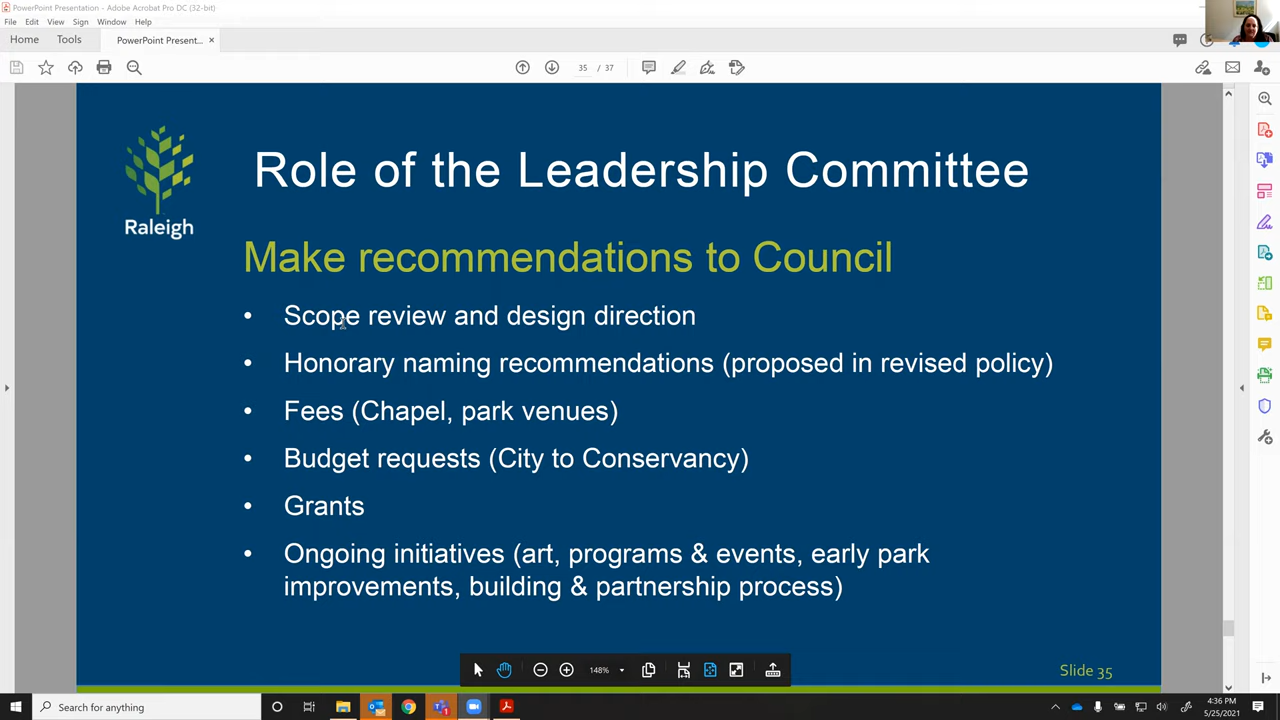 PowerPoint Presentation - Adobe Acrobat Pro DC (32-bit)
File Edit View Sign Window Help
Home Tools PowerPoint Present... ×
35 / 37
Raleigh
Role of the Leadership Committee
Make recommendations to Council
• Scope review and design direction
• Honorary naming recommendations (proposed in revised policy)
• Fees (Chapel, park venues)
• Budget requests (City to Conservancy)
• Grants
• Ongoing initiatives (art, programs & events, early park
improvements, building & partnership process)
148%
Slide 35
Search for anything
4:36 PM
5/25/2021